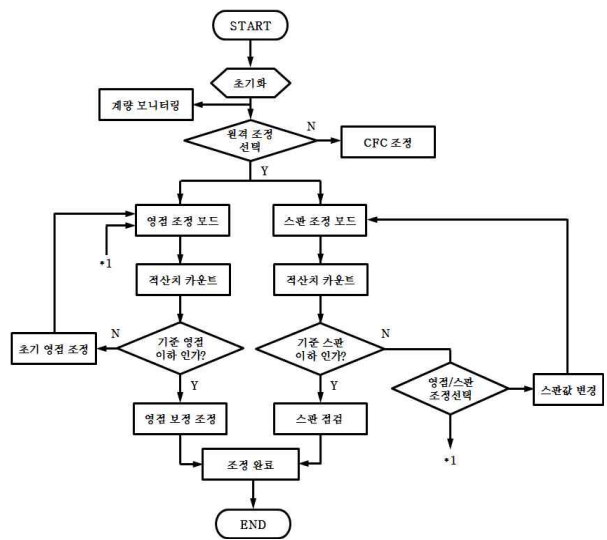 START
초기화
계량 모니터링
원격 조정
선택
N
CFC 조정
Y
영점 조정 모드
스판 조정 모드
*1
적산치 카운트
적산치 카운트
N
기준 영점
이하 인가?
기준 스판
이하 인가?
N
초기 영점 조정
Y
Y
영점/스판
조정선택
스판값 변경
영점 보정 조정
스판 점검
*1
조정 완료
END